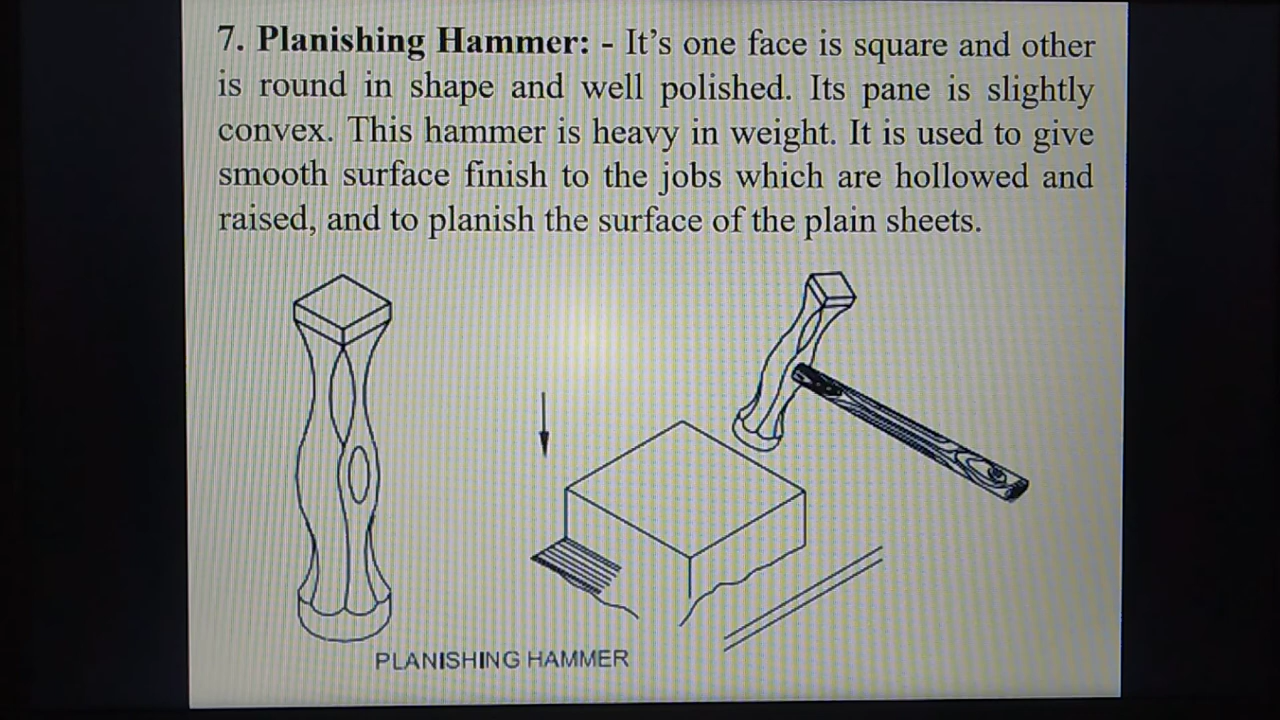 7. Planishing Hammer: - It's one face is square and other
is round in shape and well polished. Its pane is slightly
convex. This hammer is heavy in weight. It is used to give
smooth surface finish to the jobs which are hollowed and
raised, and to planish the surface of the plain sheets.
PLANISHING HAMMER